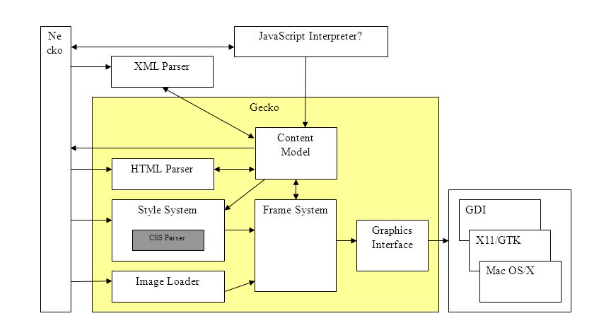 Ne
cko
JavaScript Interpreter?
XML Parser
Gecko
Content
Model
HTML Parser
Style System
CSS Parser
Frame System
Graphics
Interface
Image Loader
GDI
X11/GTK
Mac OS/X